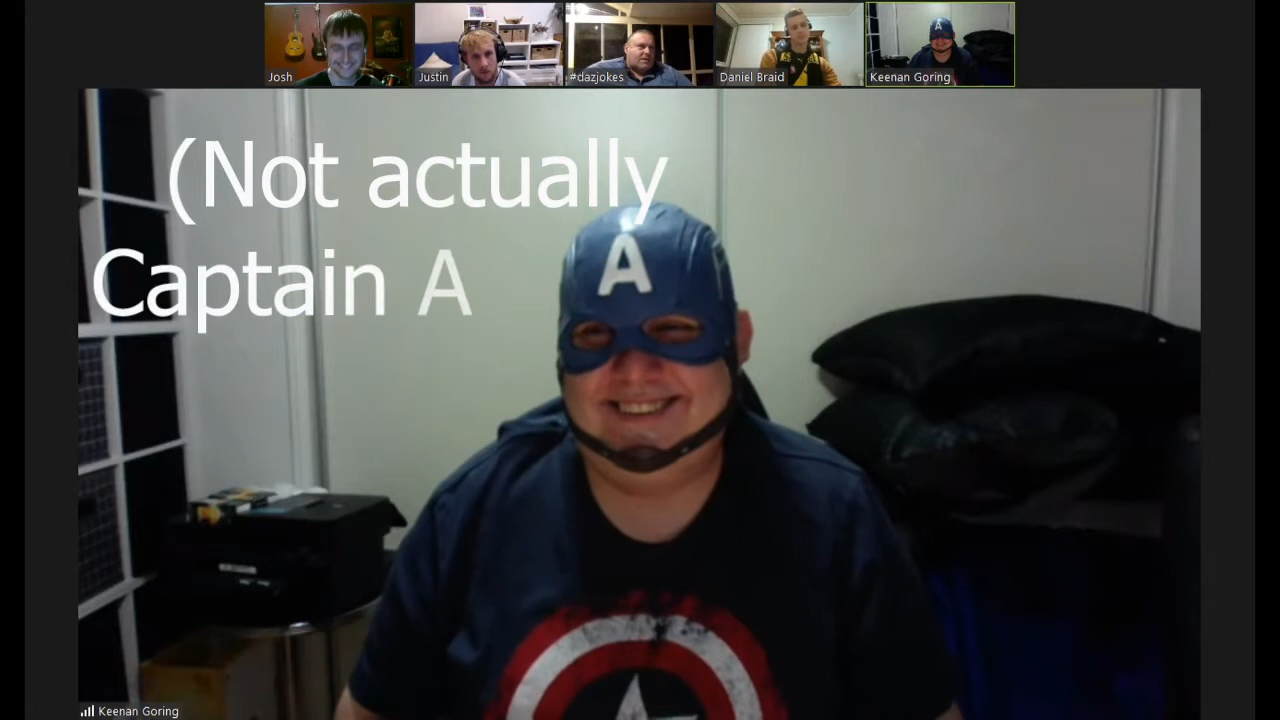 Josh
Justin
#dazjokes
Daniel Braid
Keenan Goring
(Not actually
Captain A
A
Keenan Goring